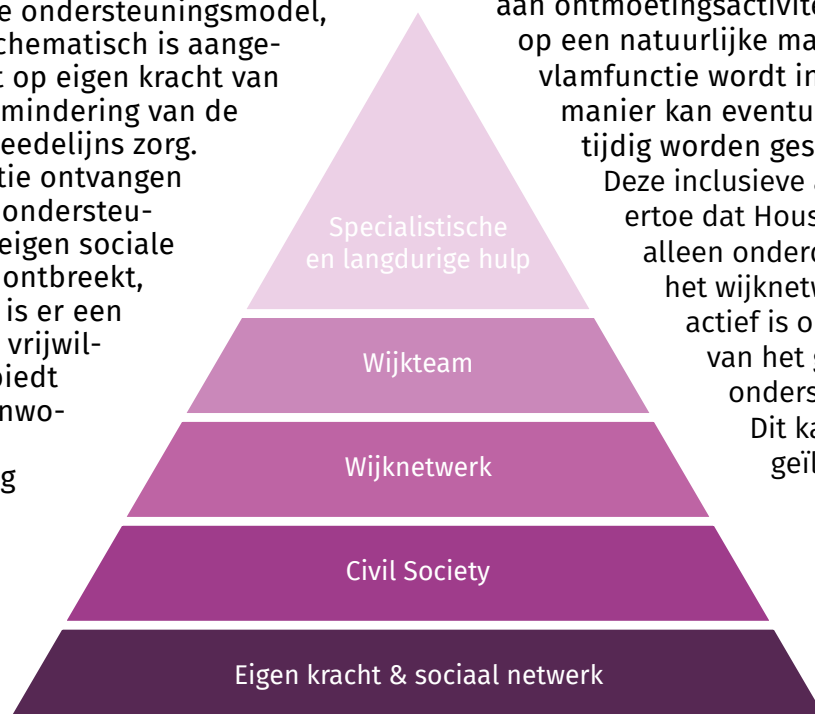 e ondersteuningsmodel,
chematisch is aange-
t op eigen kracht van
mindering van de
eedelijns zorg.
tie ontvangen
ondersteu-
eigen sociale
ontbreekt,
is er een
vrijwil-
iedt
nwo-
g
Specialistische
en langdurige hulp
Wijkteam
Wijknetwerk
Civil Society
Eigen kracht & sociaal netwerk
aan ontmoetingsactivite
op een natuurlijke ma
vlamfunctie wordt in
manier kan eventu
tijdig worden ges
Deze inclusieve
ertoe dat Hous
alleen onderd
het wijknetw
actief is o
van het g
onders
Dit ka
geïl